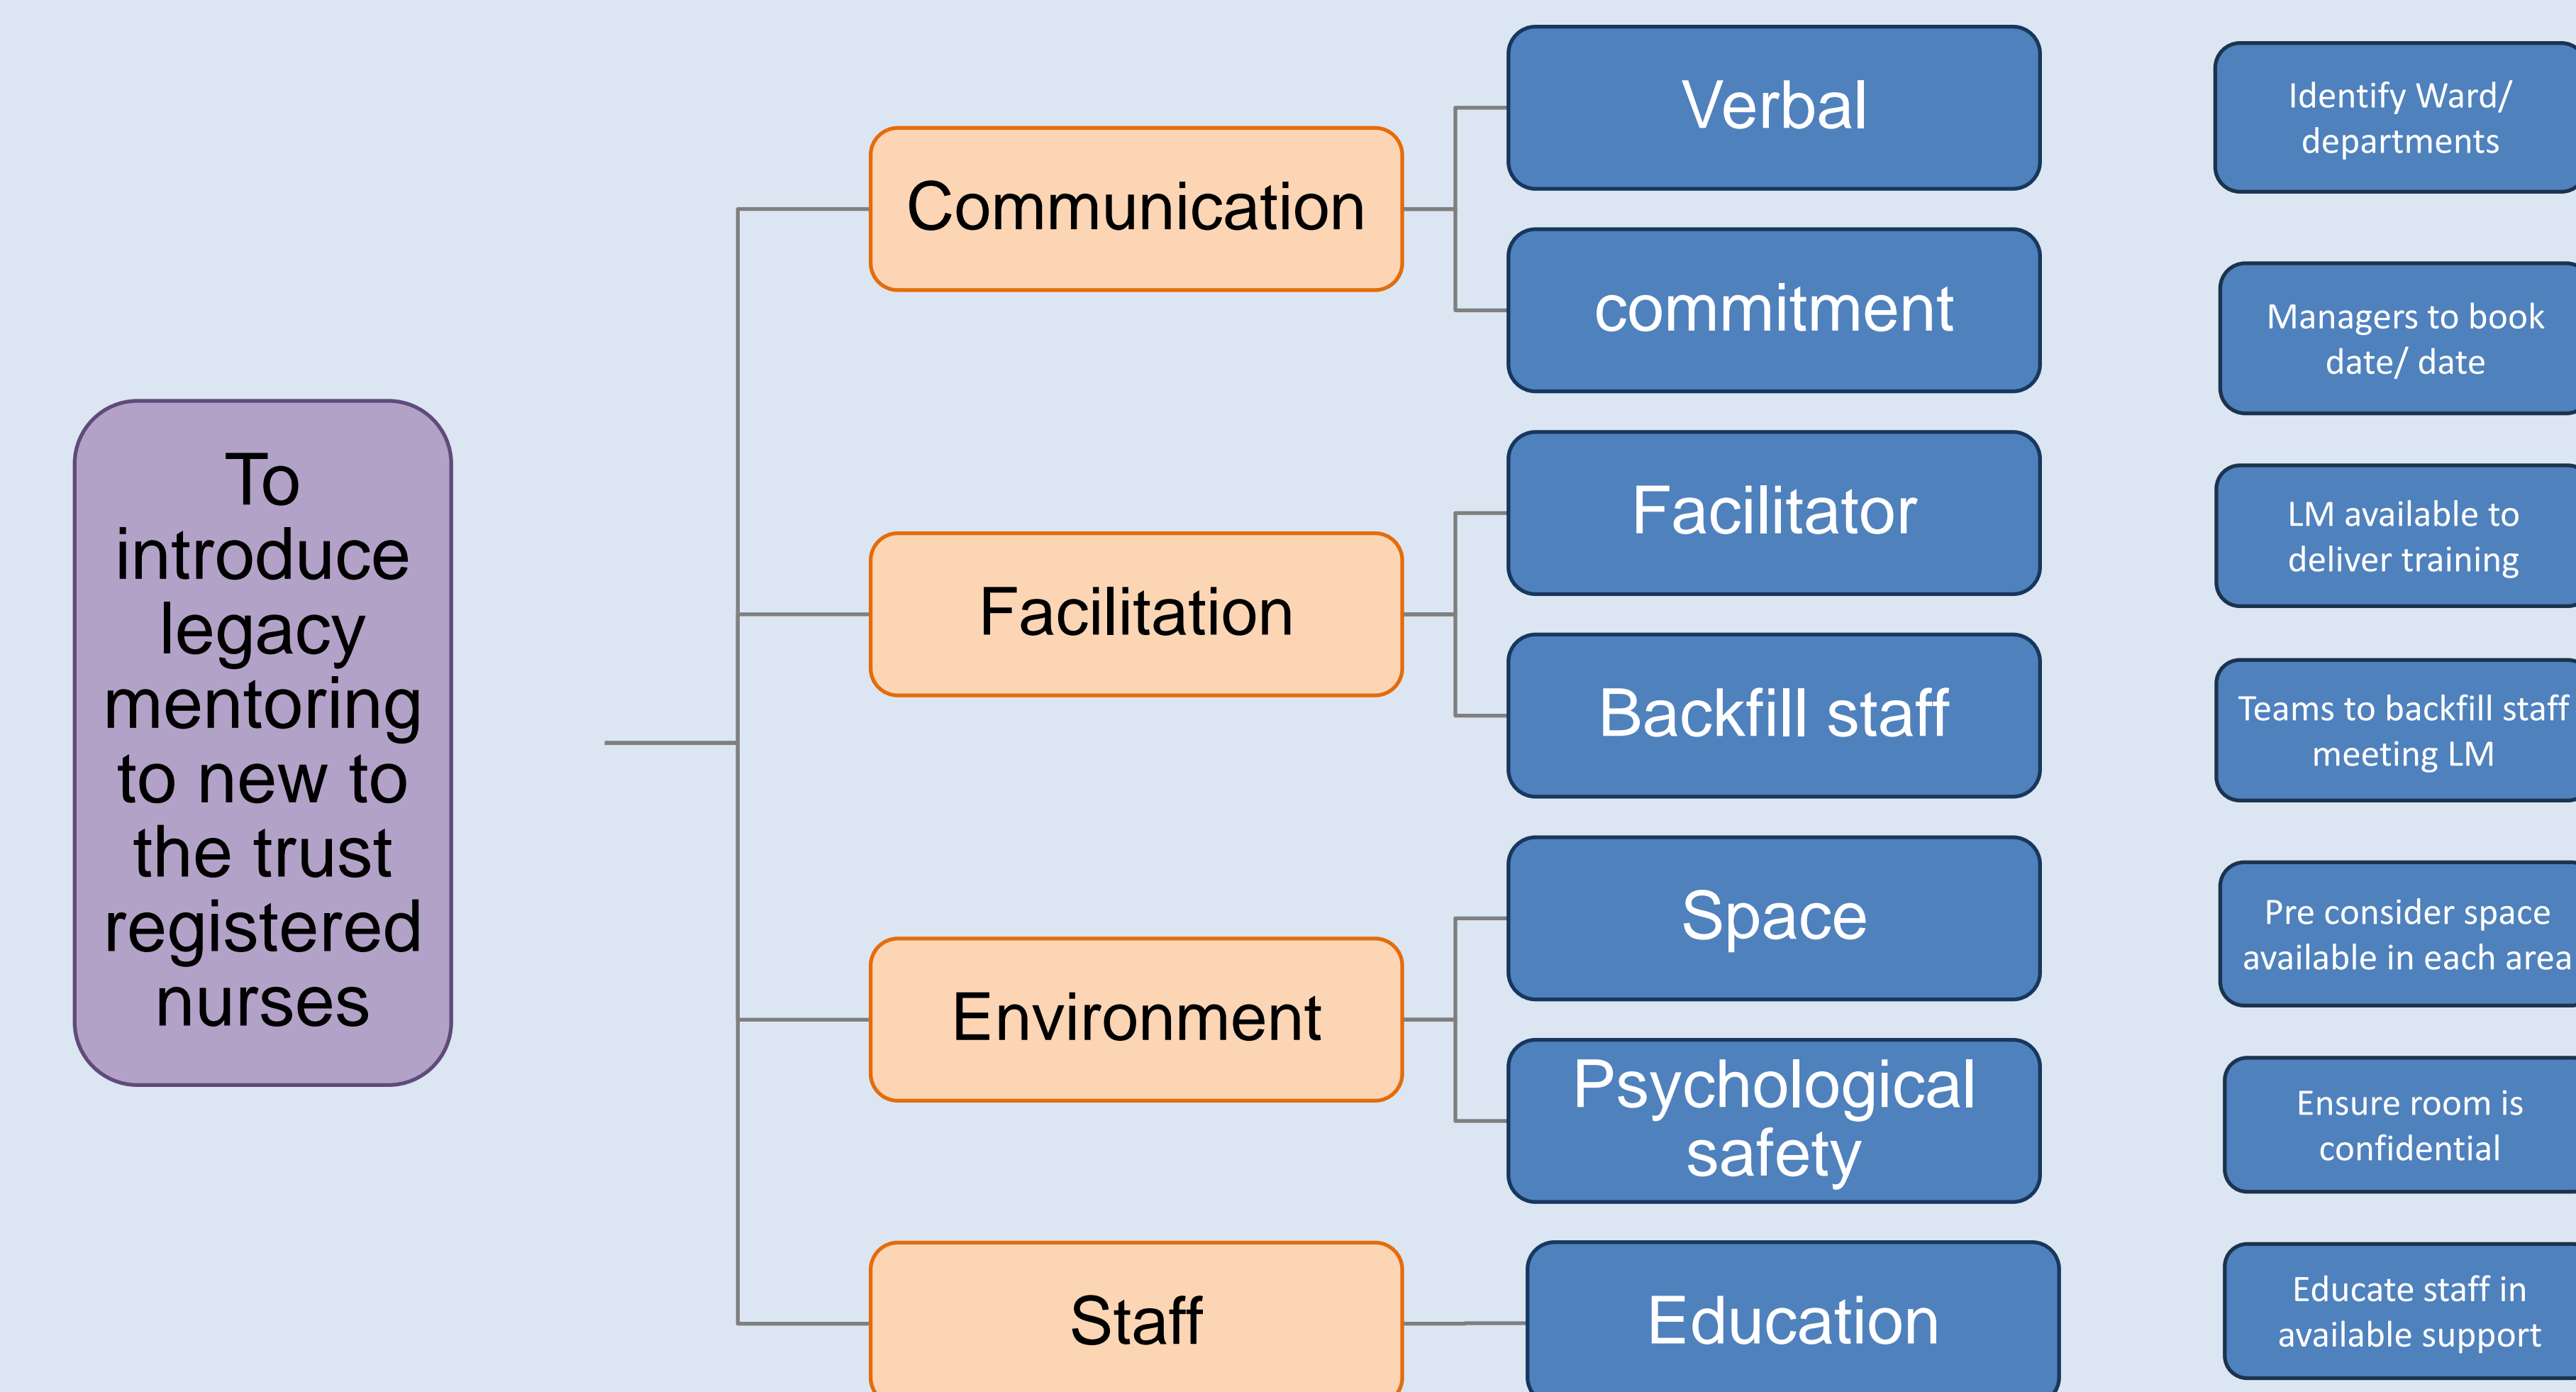 To
introduce
legacy
mentoring
to new to
the trust
registered
nurses
Communication
Facilitation
Environment
Staff
Verbal
commitment
Facilitator
Backfill staff
Space
Psychological
safety
Education
Identify Ward/
departments
Managers to book
date/ date
LM available to
deliver training
Teams to backfill staff
meeting LM
Pre consider space
available in each area
Ensure room is
confidential
Educate staff in
available support